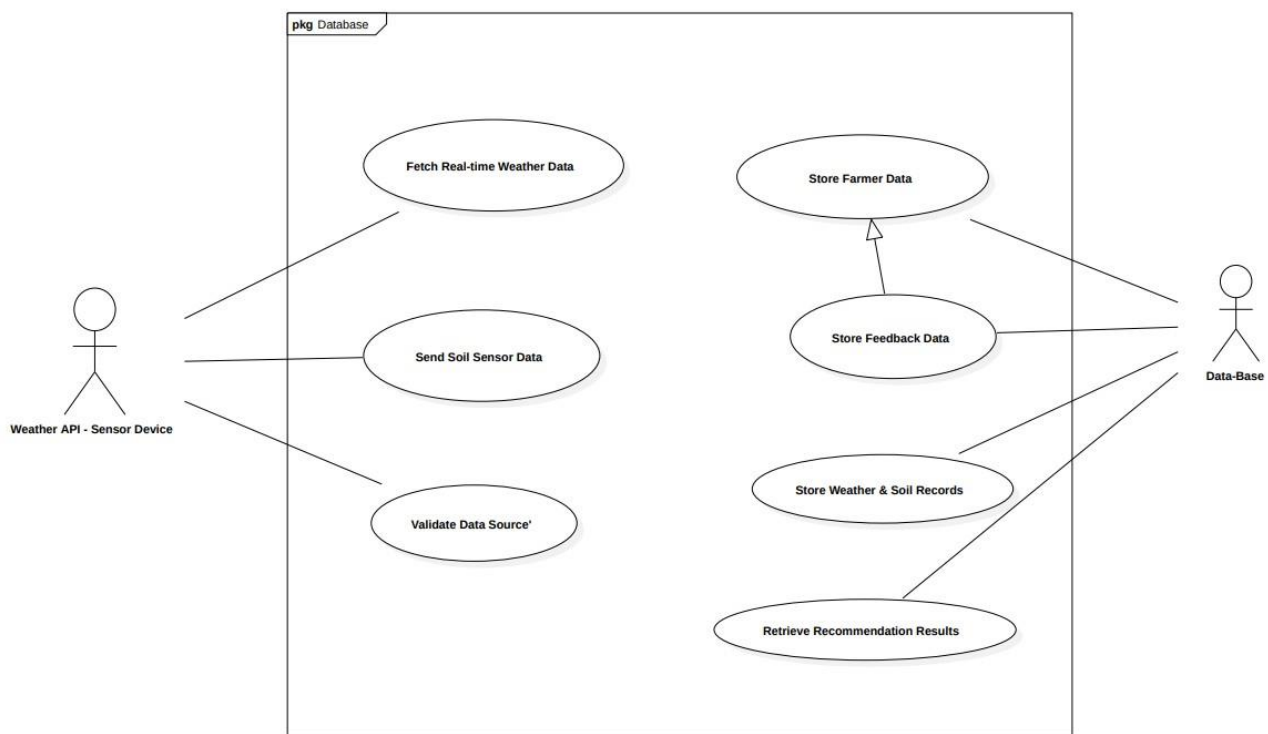 pkg Database
Fetch Real-time Weather Data
Store Farmer Data
Send Soil Sensor Data
Store Feedback Data
Data-Base
Weather API - Sensor Device
Store Weather & Soil Records
Validate Data Source'
Retrieve Recommendation Results